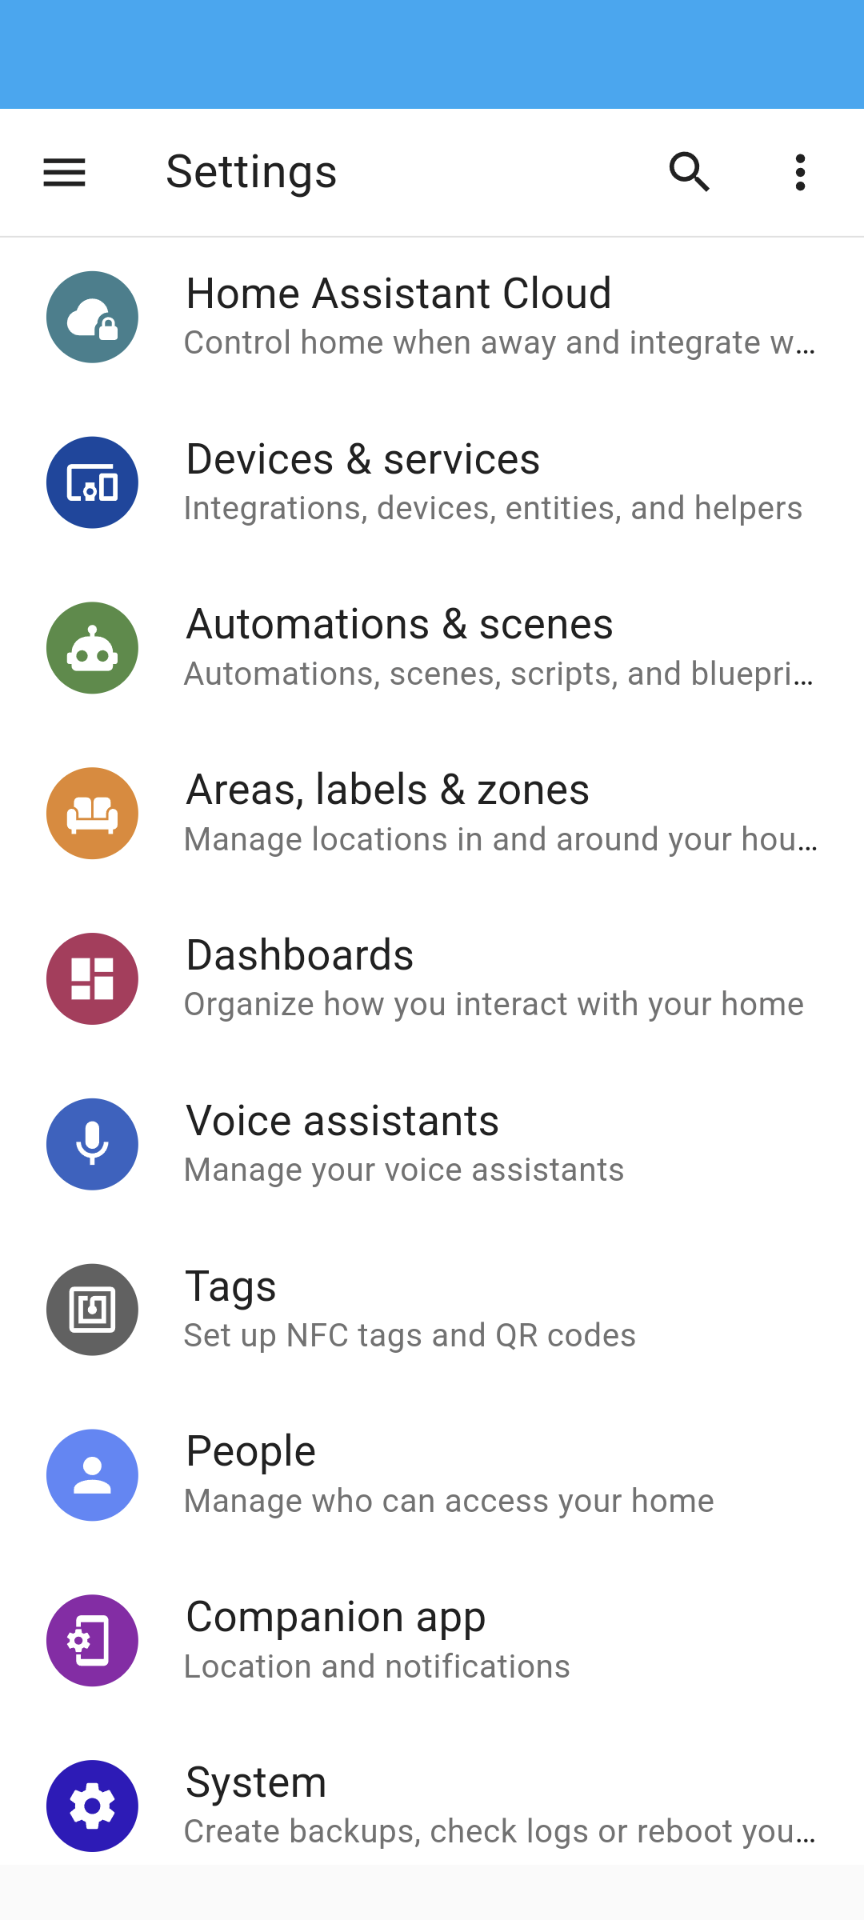 Settings
Home Assistant Cloud
Control home when away and integrate w...
Devices & services
Integrations, devices, entities, and helpers
Automations & scenes
Automations, scenes, scripts, and bluepri...
Areas, labels & zones
Manage locations in and around your hou...
Dashboards
Organize how you interact with your home
Voice assistants
Manage your voice assistants
Tags
Set up NFC tags and QR codes
People
Manage who can access your home
Companion app
Location and notifications
System
Create backups, check logs or reboot you...